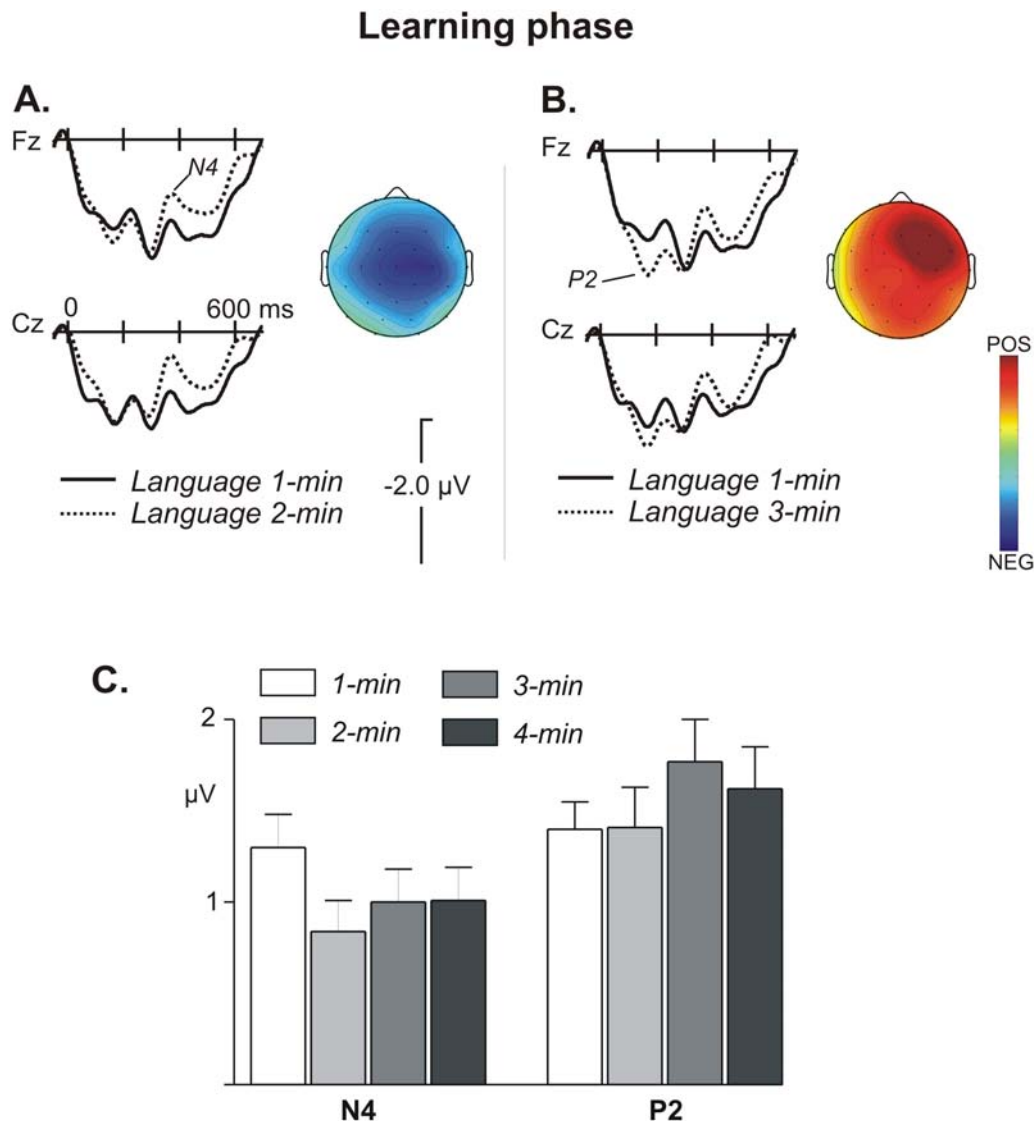 Learning phase
A.
Fz
N4
0
600 ms
Cz
Language 1-min
Language 2-min
-2.0 µV
B.
Fz
P2
Cz
Language 1-min
Language 3-min
POS
NEG
C.
1-min
3-min
2-min
4-min
2
µV
1
N4
P2